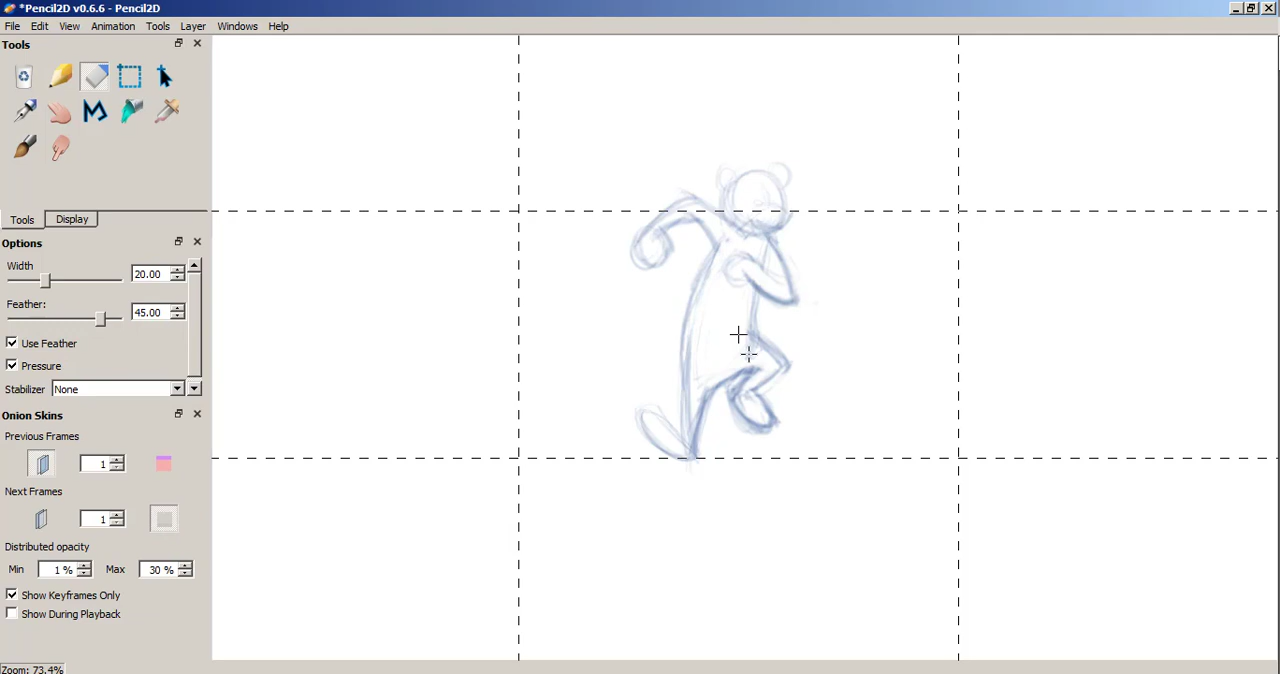 *Pencil2D v0.6.6 - Pencil2D
File Edit View Animation Tools Layer Windows Help
Tools
Tools Display
Options
Width
20.00
Feather:
45.00
Use Feather
Pressure
Stabilizer None
Onion Skins
Previous Frames
1
Next Frames
1
Distributed opacity
Min 1 % Max 30 %
Show Keyframes Only
Show During Playback
Zoom: 73.4%